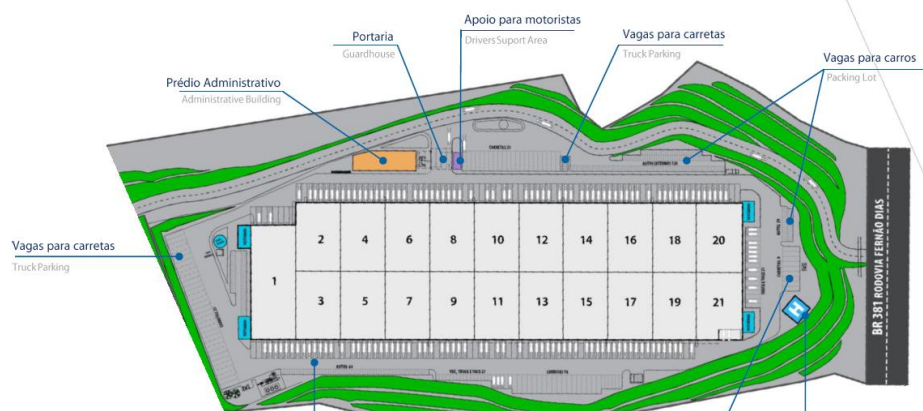 Apoio para motoristas
Drivers Suport Area
Portaria
Guardhouse
Vagas para carretas
Truck Parking
Vagas para carros
Packing Lot
Prédio Administrativo
Administrative Building
Vagas para carretas
Truck Parking
2 4 6 8 10 12 14 16 18 20
1
3 5 7 9 11 13 15 17 19 21
H
BR 381 RODOVIA FERNÃO DIAS